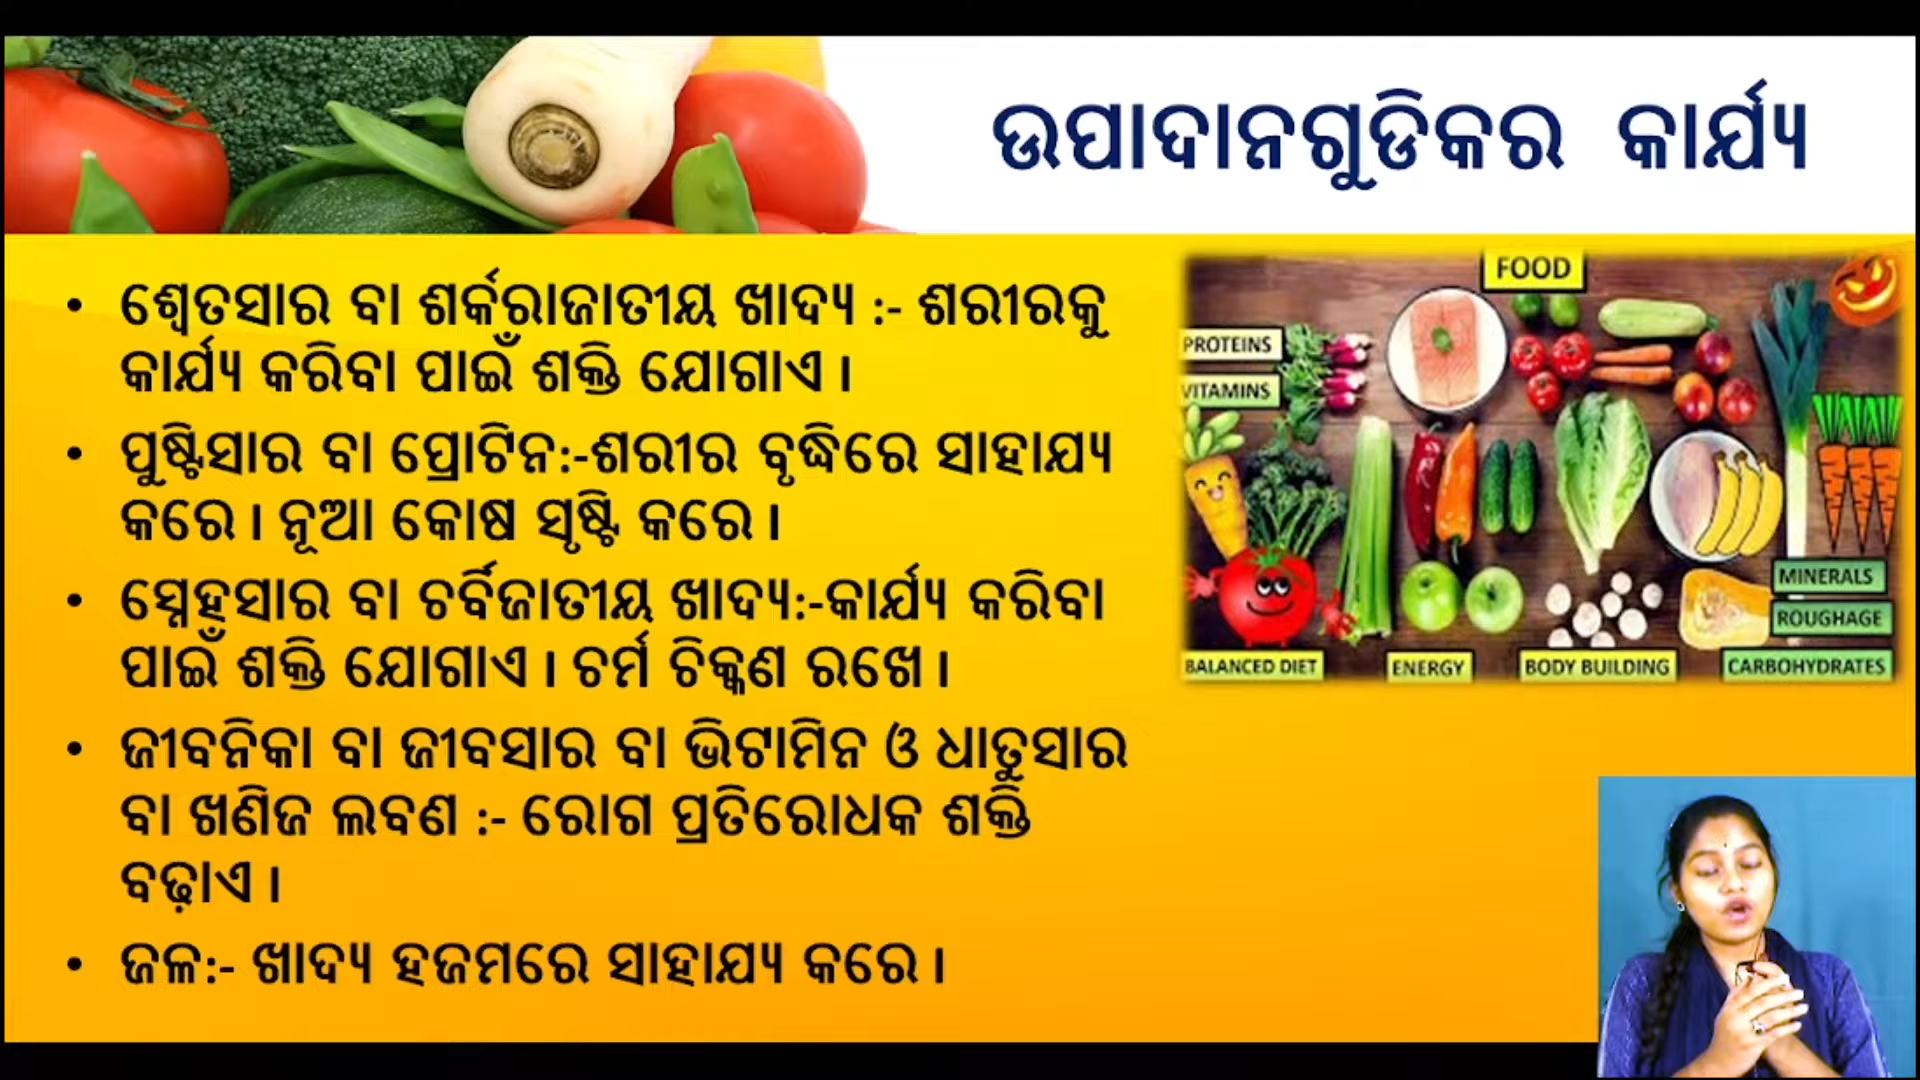 ଉପାଦାନଗୁଡିକର କାର୍ଯ୍ୟ
• ଶ୍ୱେତସାର ବା ଶର୍କରାଜାତୀୟ ଖାଦ୍ୟ :- ଶରୀରକୁ
କାର୍ଯ୍ୟ କରିବା ପାଇଁ ଶକ୍ତି ଯୋଗାଏ ।
• ପୁଷ୍ଟିସାର ବା ପ୍ରୋଟିନ:-ଶରୀର ବୃଦ୍ଧିରେ ସାହାଯ୍ୟ
କରେ । ନୂଆ କୋଷ ସୃଷ୍ଟି କରେ ।
• ସ୍ନେହସାର ବା ଚର୍ବିଜାତୀୟ ଖାଦ୍ୟ:-କାର୍ଯ୍ୟ କରିବା
ପାଇଁ ଶକ୍ତି ଯୋଗାଏ । ଚର୍ମ ଚିକ୍କଣ ରଖେ ।
• ଜୀବନିକା ବା ଜୀବସାର ବା ଭିଟାମିନ ଓ ଧାତୁସାର
ବା ଖଣିଜ ଲବଣ :- ରୋଗ ପ୍ରତିରୋଧକ ଶକ୍ତି
ବଢ଼ାଏ ।
• ଜଳ:- ଖାଦ୍ୟ ହଜମରେ ସାହାଯ୍ୟ କରେ ।
FOOD
PROTEINS
VITAMINS
MINERALS
ROUGHAGE
BALANCED DIET
ENERGY
BODY BUILDING
CARBOHYDRATES